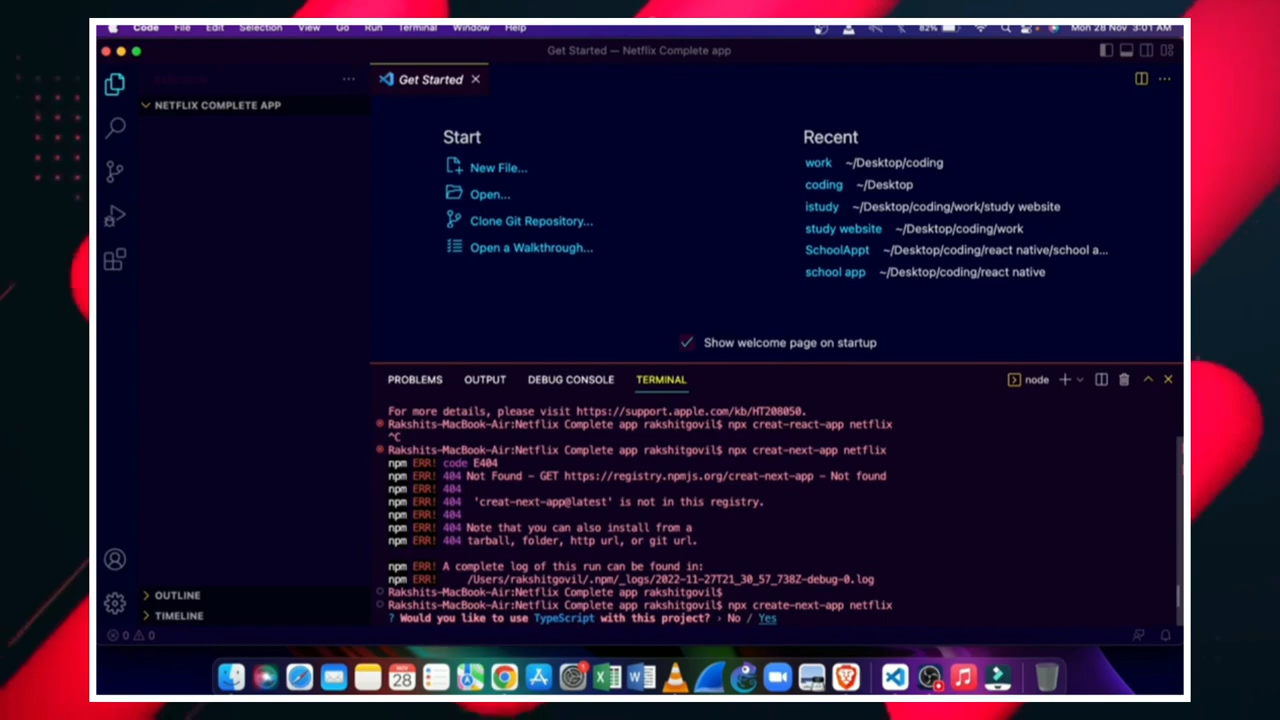 Code File Edit Selection View Go Run Terminal Window Help 82% Mon 28 Nov 3:01 AM
Get Started — Netflix Complete app
Get Started
NETFLIX COMPLETE APP
Start
New File...
Open...
Clone Git Repository...
Open a Walkthrough...
Recent
work ~/Desktop/coding
coding ~/Desktop
istudy ~/Desktop/coding/work/study website
study website ~/Desktop/coding/work
SchoolAppt ~/Desktop/coding/react native/school a...
school app ~/Desktop/coding/react native
Show welcome page on startup
PROBLEMS OUTPUT DEBUG CONSOLE TERMINAL node
For more details, please visit https://support.apple.com/kb/HT208050.
Rakshits-MacBook-Air:Netflix Complete app rakshitgovil$ npx creat-react-app netflix
^C
Rakshits-MacBook-Air:Netflix Complete app rakshitgovil$ npx creat-next-app netflix
npm ERR! code E404
npm ERR! 404 Not Found - GET https://registry.npmjs.org/creat-next-app - Not found
npm ERR! 404
npm ERR! 404 'creat-next-app@latest' is not in this registry.
npm ERR! 404
npm ERR! 404 Note that you can also install from a
npm ERR! 404 tarball, folder, http url, or git url.
npm ERR! A complete log of this run can be found in:
npm ERR! /Users/rakshitgovil/.npm/_logs/2022-11-27T21_30_57_738Z-debug-0.log
Rakshits-MacBook-Air:Netflix Complete app rakshitgovil$
Rakshits-MacBook-Air:Netflix Complete app rakshitgovil$ npx create-next-app netflix
? Would you like to use TypeScript with this project? › No / Yes
OUTLINE
TIMELINE
0 0
NOV
28
1